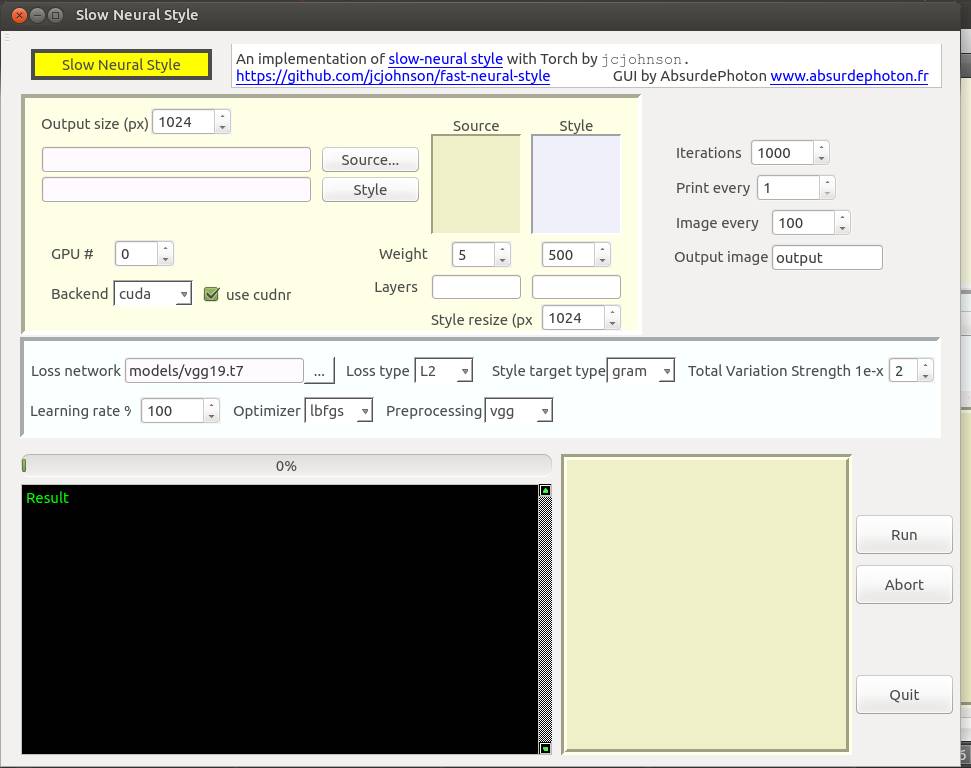 Slow Neural Style
Slow Neural Style
An implementation of slow-neural style with Torch by jcjohnson.
https://github.com/jcjohnson/fast-neural-style GUI by AbsurdePhoton www.absurdephoton.fr
Output size (px) 1024
Source...
Style
Source Style
GPU # 0
Backend cuda use cudnr
Weight 5 500
Layers
Style resize (px 1024
Iterations 1000
Print every 1
Image every 100
Output image output
Loss network models/vgg19.t7 ... Loss type L2 Style target type gram Total Variation Strength 1e-x 2
Learning rate % 100 Optimizer lbfgs Preprocessing vgg
0%
Result
Run
Abort
Quit